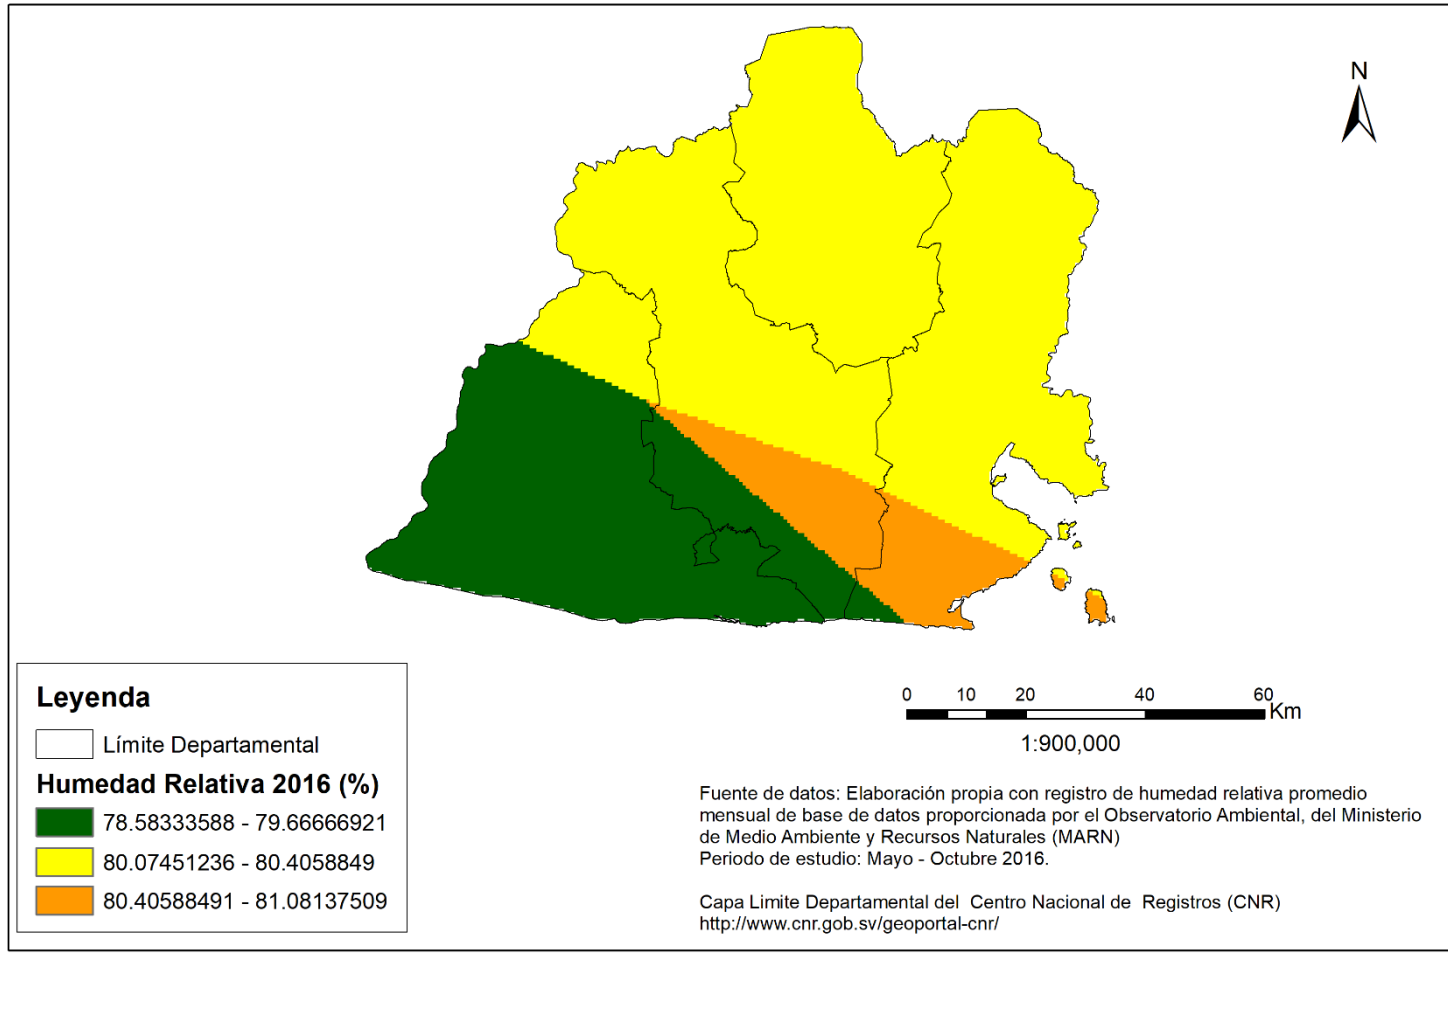 N
0 10 20 40 60
Km
1:900,000
Leyenda
Límite Departamental
Humedad Relativa 2016 (%)
78.58333588 - 79.66666921
80.07451236 - 80.4058849
80.40588491 - 81.08137509
Fuente de datos: Elaboración propia con registro de humedad relativa promedio
mensual de base de datos proporcionada por el Observatorio Ambiental, del Ministerio
de Medio Ambiente y Recursos Naturales (MARN)
Periodo de estudio: Mayo - Octubre 2016.
Capa Limite Departamental del Centro Nacional de Registros (CNR)
http://www.cnr.gob.sv/geoportal-cnr/